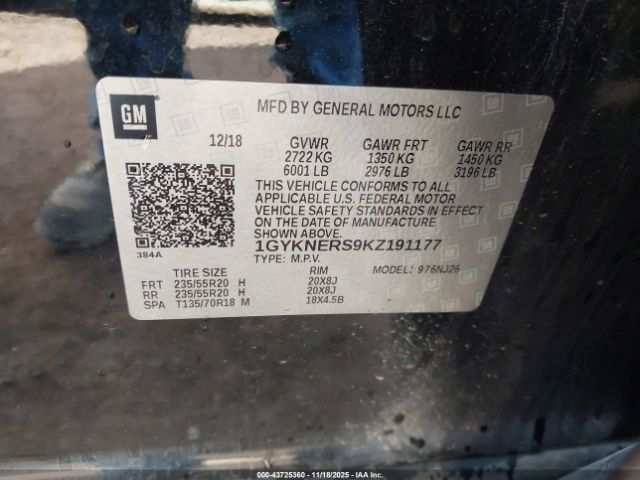 GM
MFD BY GENERAL MOTORS LLC
12/18 GVWR GAWR FRT GAWR RR
2722 KG 1350 KG 1450 KG
6001 LB 2976 LB 3196 LB
THIS VEHICLE CONFORMS TO ALL
APPLICABLE U.S. FEDERAL MOTOR
VEHICLE SAFETY STANDARDS IN EFFECT
ON THE DATE OF MANUFACTURE
SHOWN ABOVE.
384A
1GYKNERS9KZ191177
TYPE: M.P.V. MODEL: 976NJ26
TIRE SIZE RIM
FRT 235/55R20 H 20X8J
RR 235/55R20 H 20X8J
SPA T135/70R18 M 18X4.5B
000-43725360 - 11/18/2025 - IAAI.COM